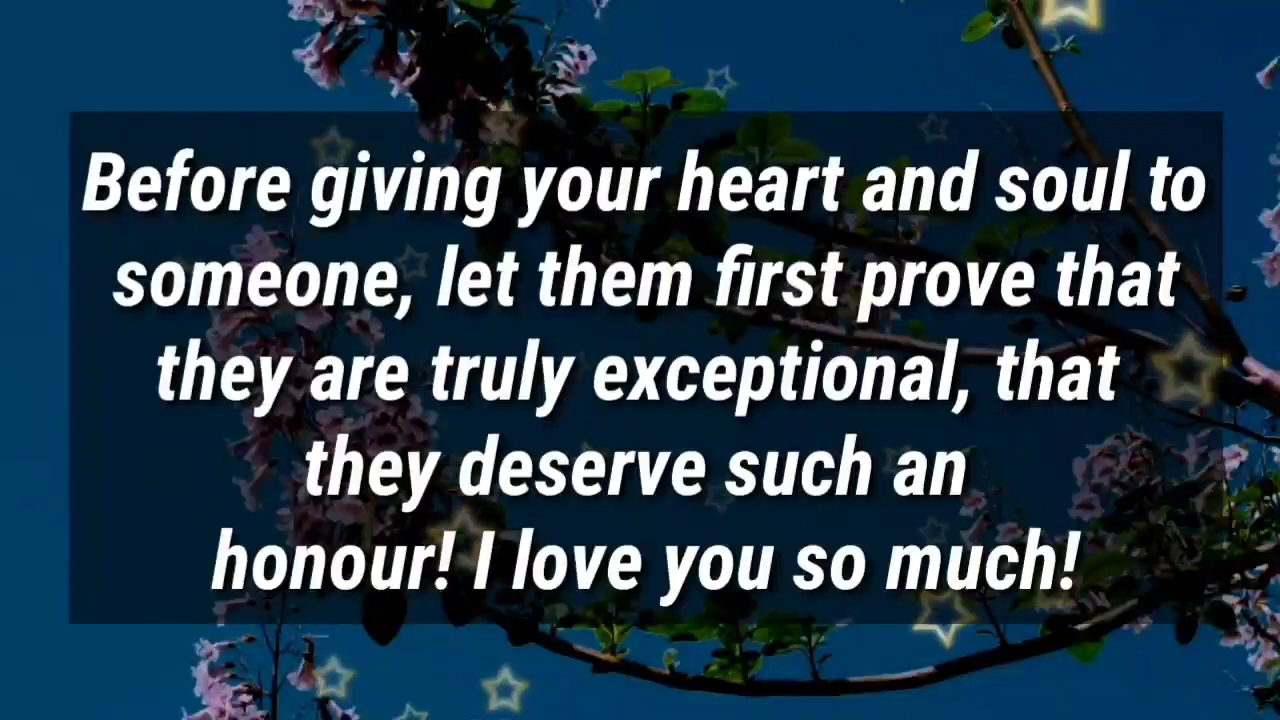 Before giving your heart and soul to
someone, let them first prove that
they are truly exceptional, that
they deserve such an
honour! I love you so much!